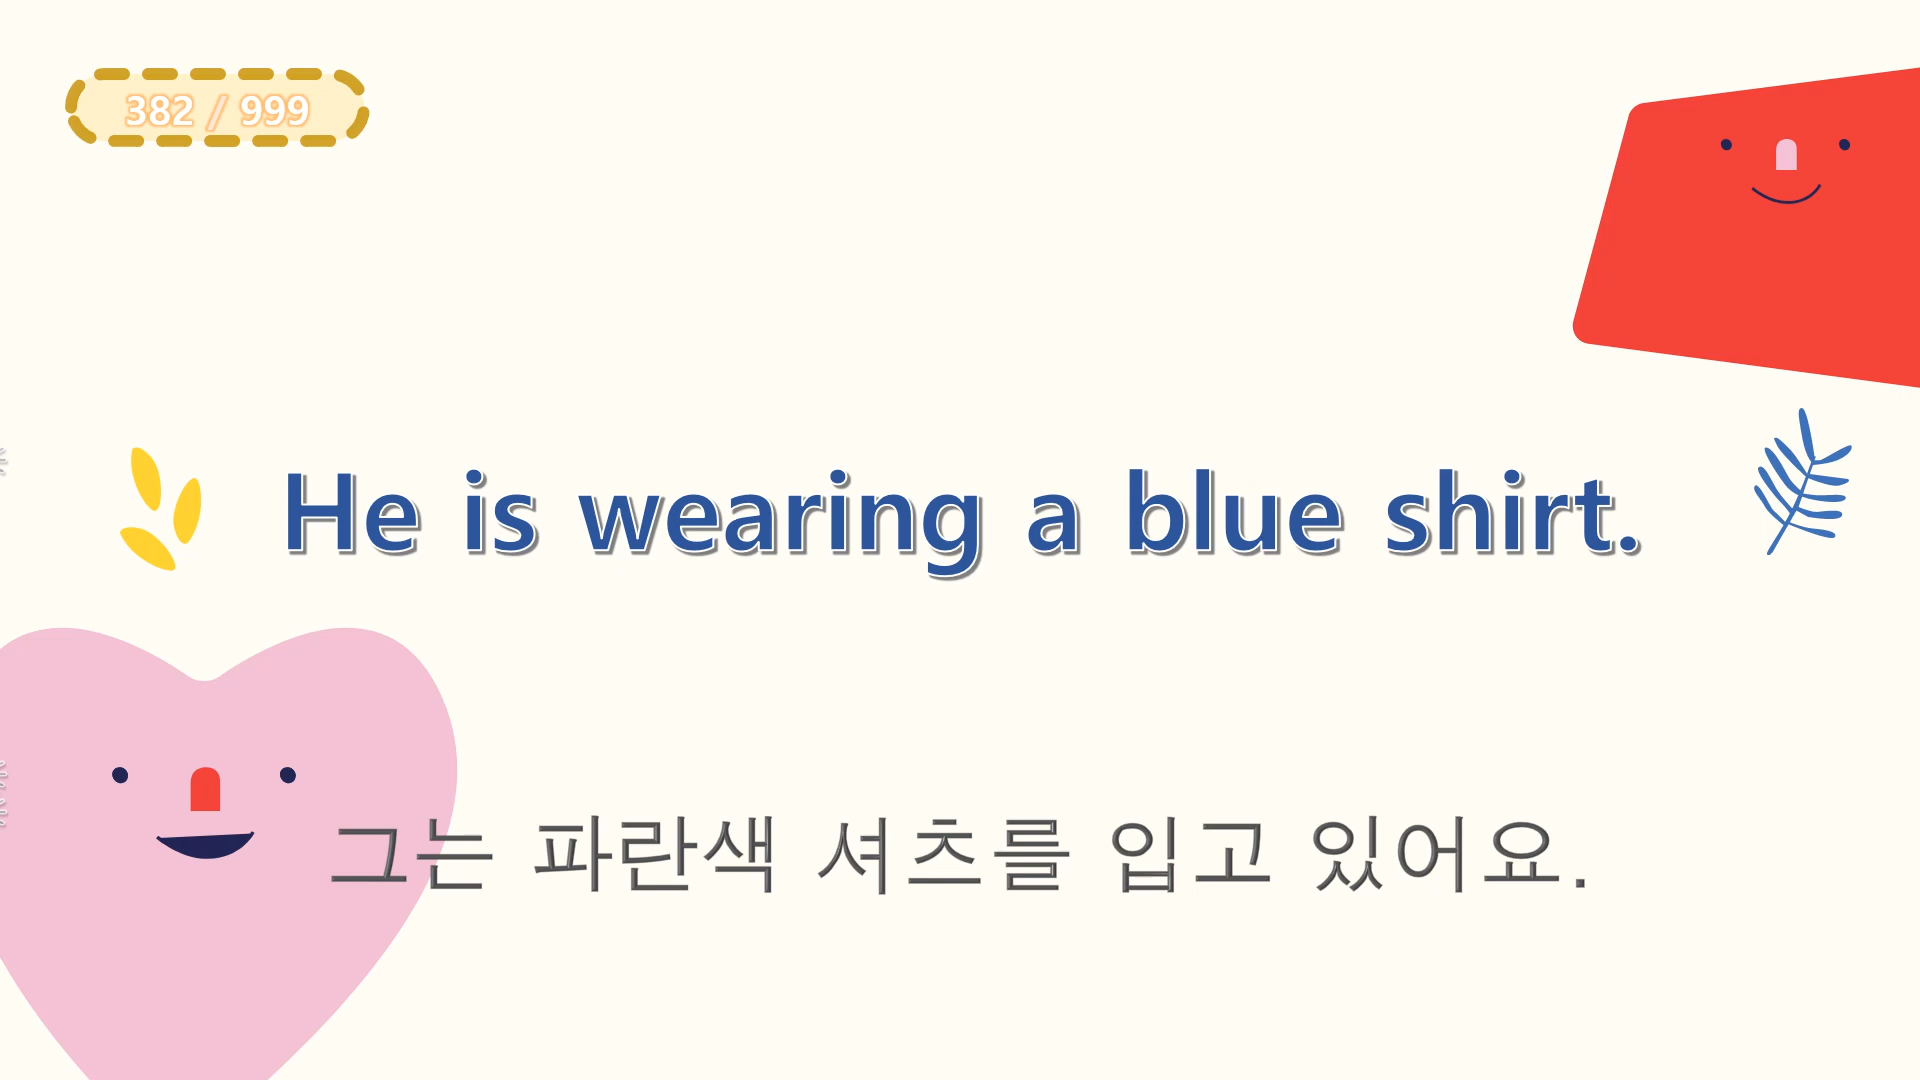 382 / 999
He is wearing a blue shirt.
그는 파란색 셔츠를 입고 있어요.